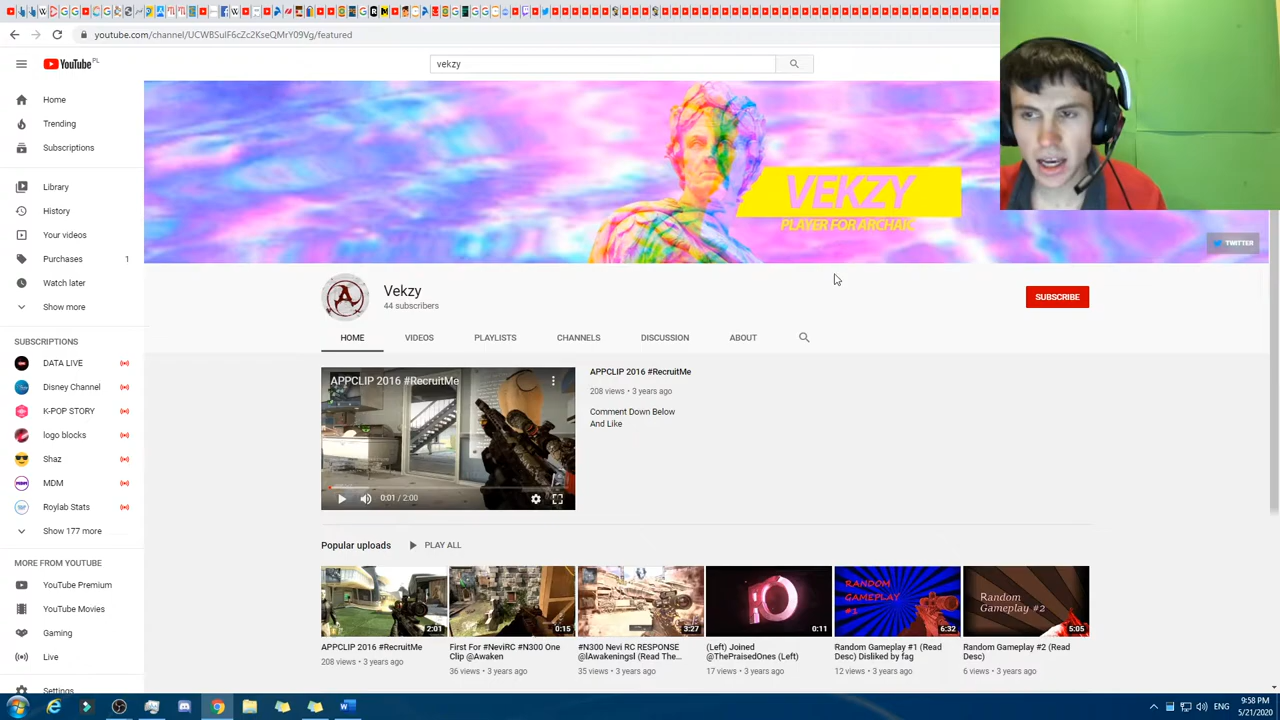 youtube.com/channel/UCWBSuIF6cZc2KseQMrY09Vg/featured
YouTube PL
vekzy
Home
Trending
Subscriptions
Library
History
Your videos
Purchases 1
Watch later
Show more
SUBSCRIPTIONS
DATA LIVE
Disney Channel
K-POP STORY
logo blocks
Shaz
MDM
Roylab Stats
Show 177 more
MORE FROM YOUTUBE
YouTube Premium
YouTube Movies
Gaming
Live
Settings
VEKZY
PLAYER FOR ARCHAIC
TWITTER
Vekzy
44 subscribers
SUBSCRIBE
HOME VIDEOS PLAYLISTS CHANNELS DISCUSSION ABOUT
APPCLIP 2016 #RecruitMe
0:01 / 2:00
APPCLIP 2016 #RecruitMe
208 views • 3 years ago
Comment Down Below
And Like
Popular uploads PLAY ALL
2:01
APPCLIP 2016 #RecruitMe
208 views • 3 years ago
0:15
First For #NeviRC #N300 One
Clip @Awaken
36 views • 3 years ago
3:27
#N300 Nevi RC RESPONSE
@lAwakeningsl (Read The...
35 views • 3 years ago
0:11
(Left) Joined
@ThePraisedOnes (Left)
17 views • 3 years ago
RANDOM
GAMEPLAY
#1
6:32
Random Gameplay #1 (Read
Desc) Disliked by fag
12 views • 3 years ago
Random
Gameplay #2
5:05
Random Gameplay #2 (Read
Desc)
6 views • 3 years ago
ENG
9:58 PM
5/21/2020